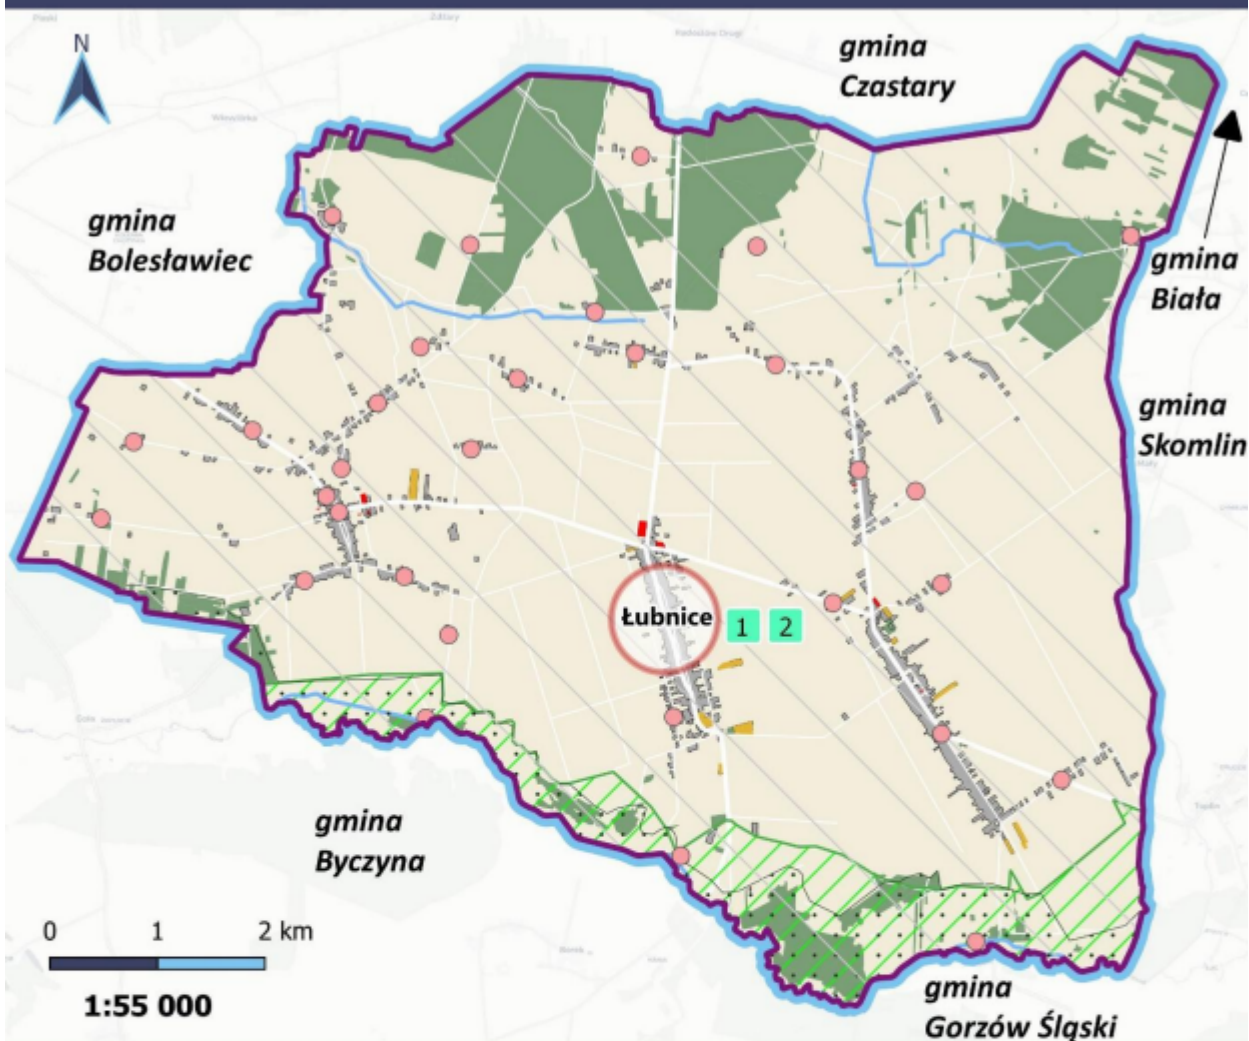 N
gmina
Czastary
gmina
Bolesławiec
gmina
Biała
gmina
Skomlin
Łubnice
1 2
gmina
Byczyna
0 1 2 km
1:55 000
gmina
Gorzów Śląski